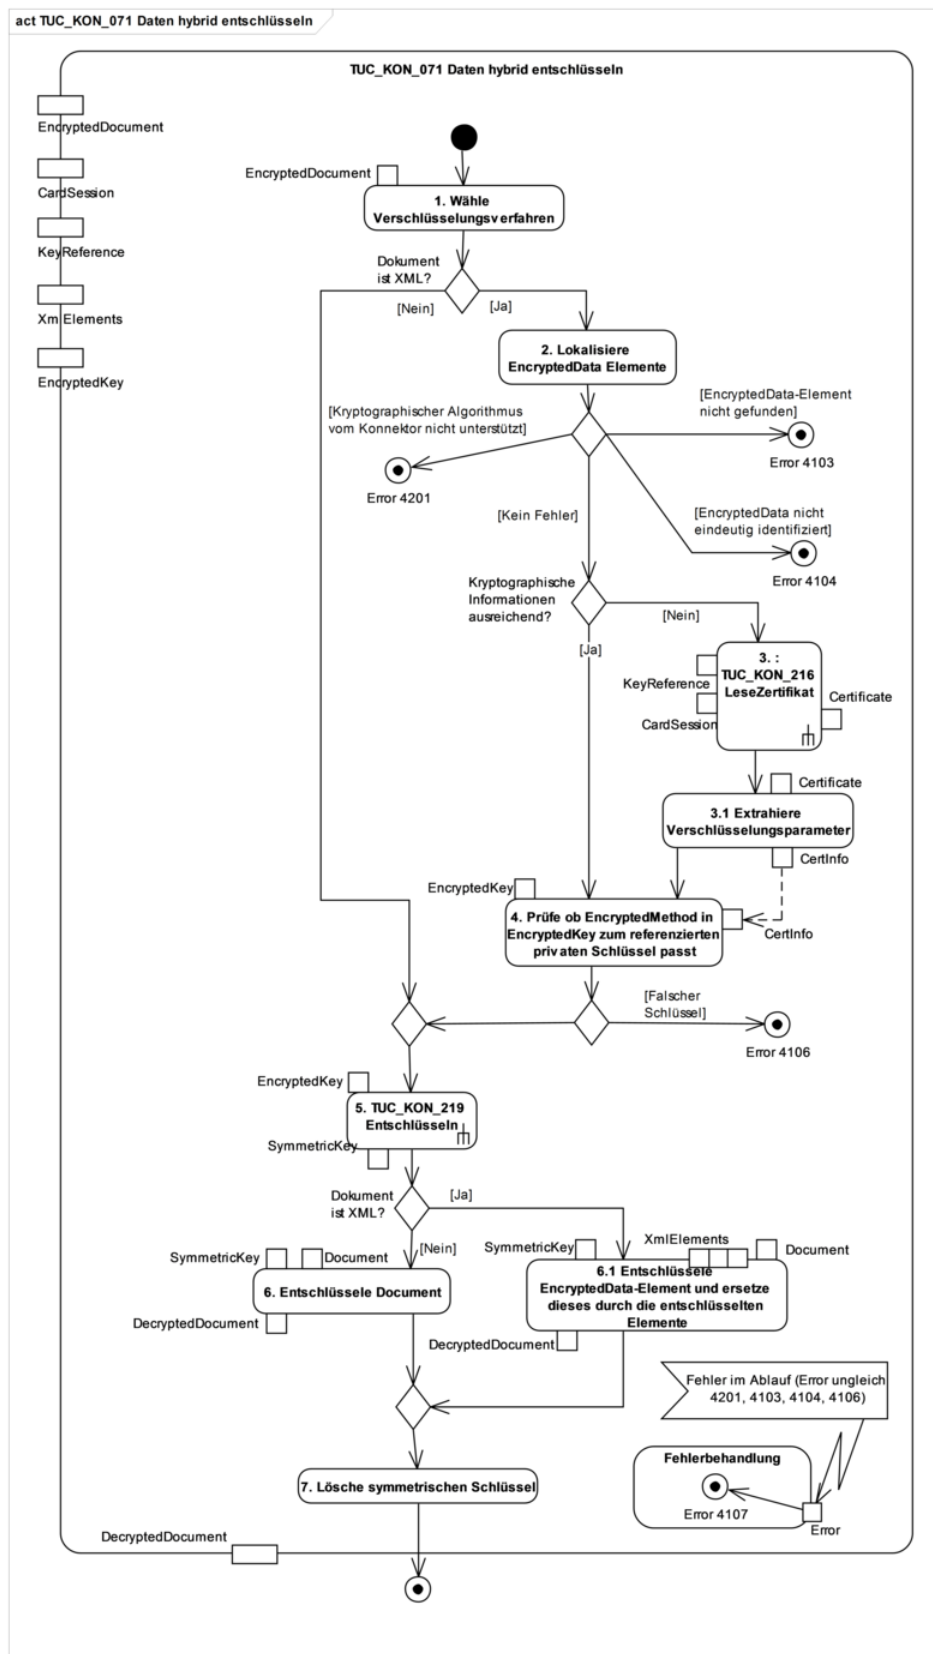 act TUC_KON_071 Daten hybrid entschlüsseln
TUC_KON_071 Daten hybrid entschlüsseln
EncryptedDocument
CardSession
KeyReference
XmlElements
EncryptedKey
EncryptedDocument
1. Wähle
Verschlüsselungsverfahren
Dokument
ist XML?
[Nein]
[Ja]
2. Lokalisiere
EncryptedData Elemente
[Kryptographischer Algorithmus
vom Konnektor nicht unterstützt]
Error 4201
[EncryptedData-Element
nicht gefunden]
Error 4103
[Kein Fehler]
[EncryptedData nicht
eindeutig identifiziert]
Error 4104
Kryptographische
Informationen
ausreichend?
[Nein]
[Ja]
3. :
TUC_KON_216
LeseZertifikat
KeyReference
CardSession
Certificate
Certificate
3.1 Extrahiere
Verschlüsselungsparameter
CertInfo
EncryptedKey
4. Prüfe ob EncryptedMethod in
EncryptedKey zum referenzierten
privaten Schlüssel passt
CertInfo
[Falscher
Schlüssel]
Error 4106
EncryptedKey
5. TUC_KON_219
Entschlüsseln
SymmetricKey
Dokument
ist XML?
[Ja]
[Nein]
SymmetricKey
Document
6. Entschlüssele Document
DecryptedDocument
SymmetricKey
XmlElements
Document
6.1 Entschlüssele
EncryptedData-Element und ersetze
dieses durch die entschlüsselten
Elemente
DecryptedDocument
Fehler im Ablauf (Error ungleich
4201, 4103, 4104, 4106)
Fehlerbehandlung
Error 4107
Error
7. Lösche symmetrischen Schlüssel
DecryptedDocument